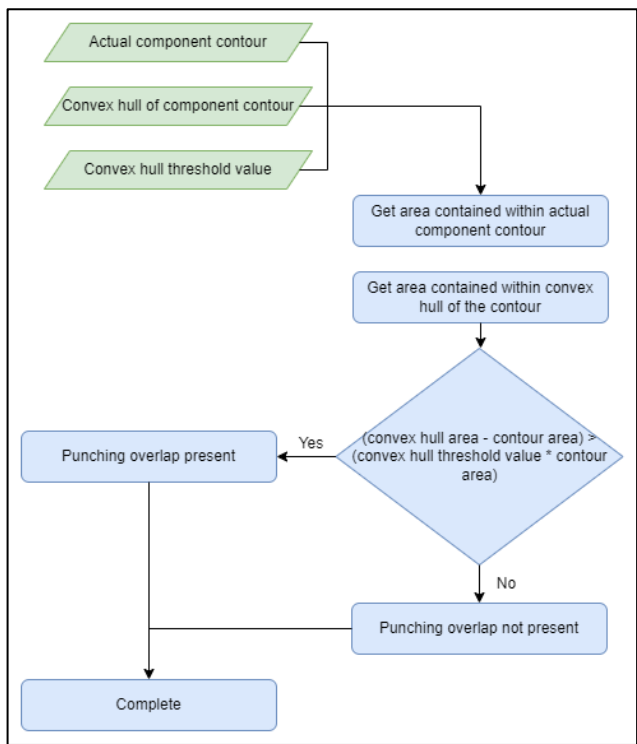 Actual component contour
Convex hull of component contour
Convex hull threshold value
Get area contained within actual
component contour
Get area contained within convex
hull of the contour
(convex hull area - contour area) >
(convex hull threshold value * contour
area)
Yes
Punching overlap present
No
Punching overlap not present
Complete